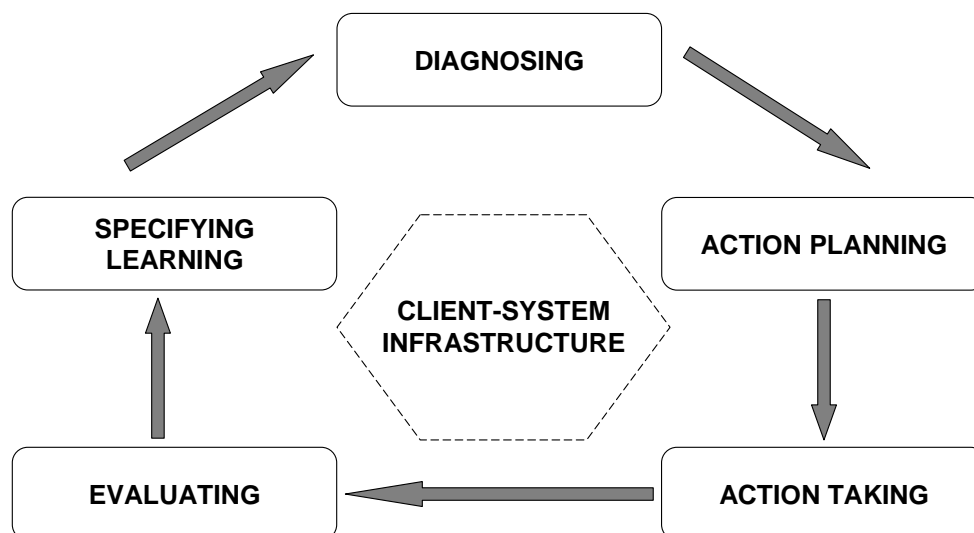 DIAGNOSING
SPECIFYING
LEARNING
ACTION PLANNING
CLIENT-SYSTEM
INFRASTRUCTURE
EVALUATING
ACTION TAKING